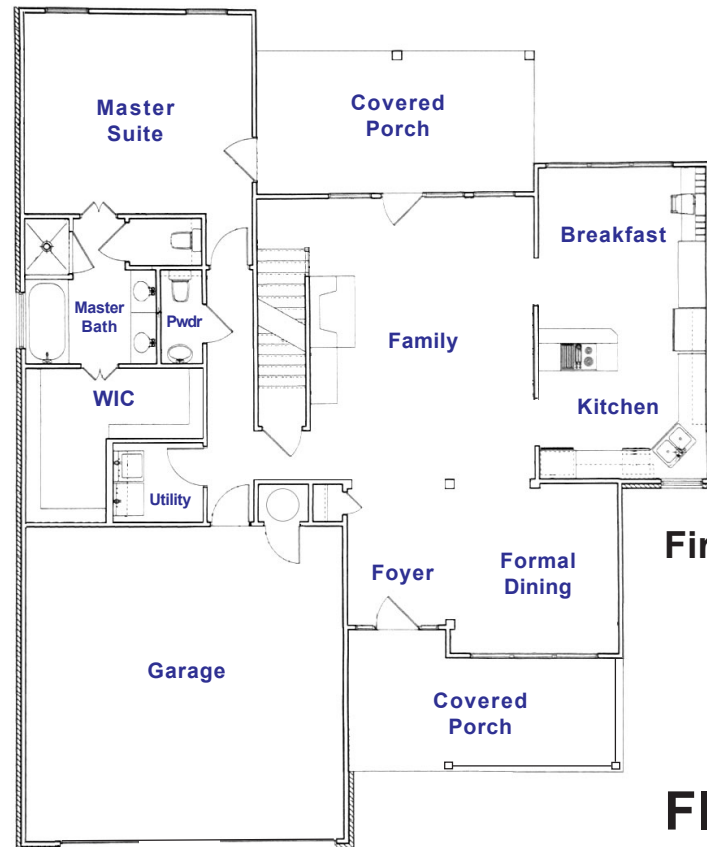 Master
Suite
Covered
Porch
Breakfast
Master
Bath
Pwdr
Family
WIC
Kitchen
Utility
Foyer
Formal
Dining
Garage
Covered
Porch